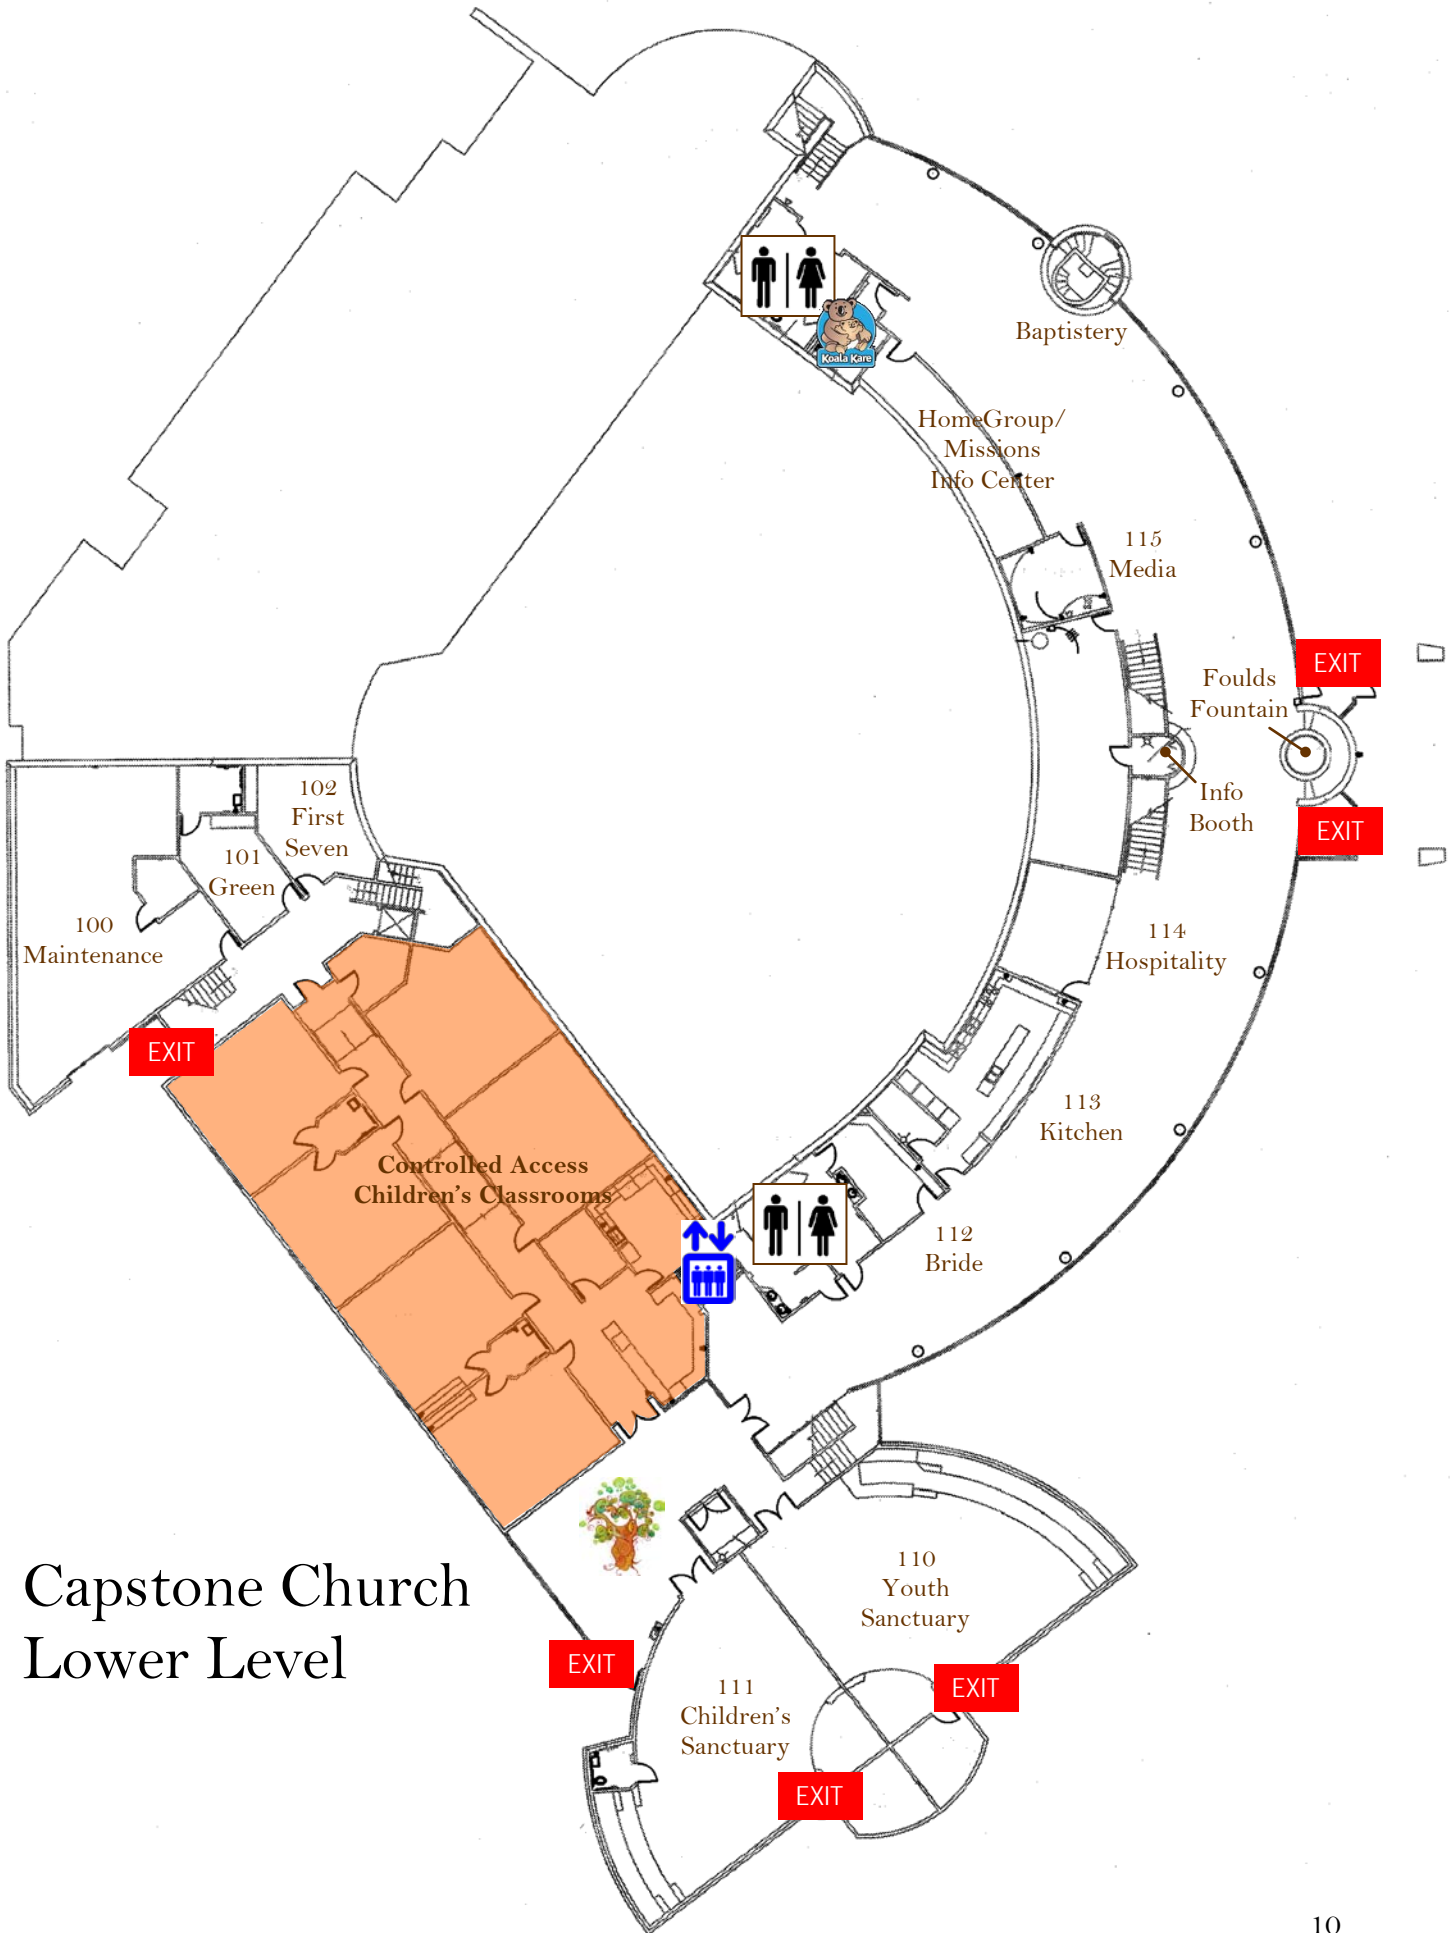 Baptistery
Koala Kare
HomeGroup/
Missions
Info Center
115
Media
EXIT
Foulds
Fountain
Info
Booth
EXIT
102
First
Seven
101
Green
100
Maintenance
114
Hospitality
EXIT
113
Kitchen
Controlled Access
Children's Classrooms
112
Bride
110
Youth
Sanctuary
Capstone Church
Lower Level
EXIT
EXIT
111
Children's
Sanctuary
EXIT
10